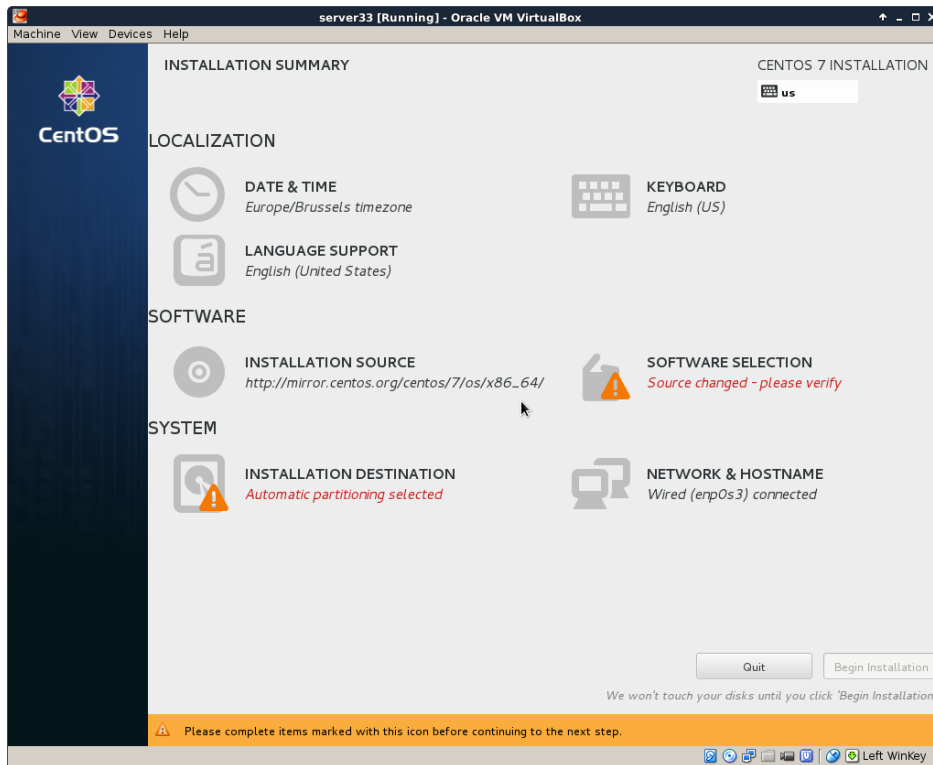 server33 [Running] - Oracle VM VirtualBox
Machine View Devices Help
INSTALLATION SUMMARY
CENTOS 7 INSTALLATION
us
CentOS
LOCALIZATION
DATE & TIME
Europe/Brussels timezone
KEYBOARD
English (US)
LANGUAGE SUPPORT
English (United States)
SOFTWARE
INSTALLATION SOURCE
http://mirror.centos.org/centos/7/os/x86_64/
SOFTWARE SELECTION
Source changed - please verify
SYSTEM
INSTALLATION DESTINATION
Automatic partitioning selected
NETWORK & HOSTNAME
Wired (enp0s3) connected
Quit
Begin Installation
We won't touch your disks until you click 'Begin Installation
Please complete items marked with this icon before continuing to the next step.
Left WinKey